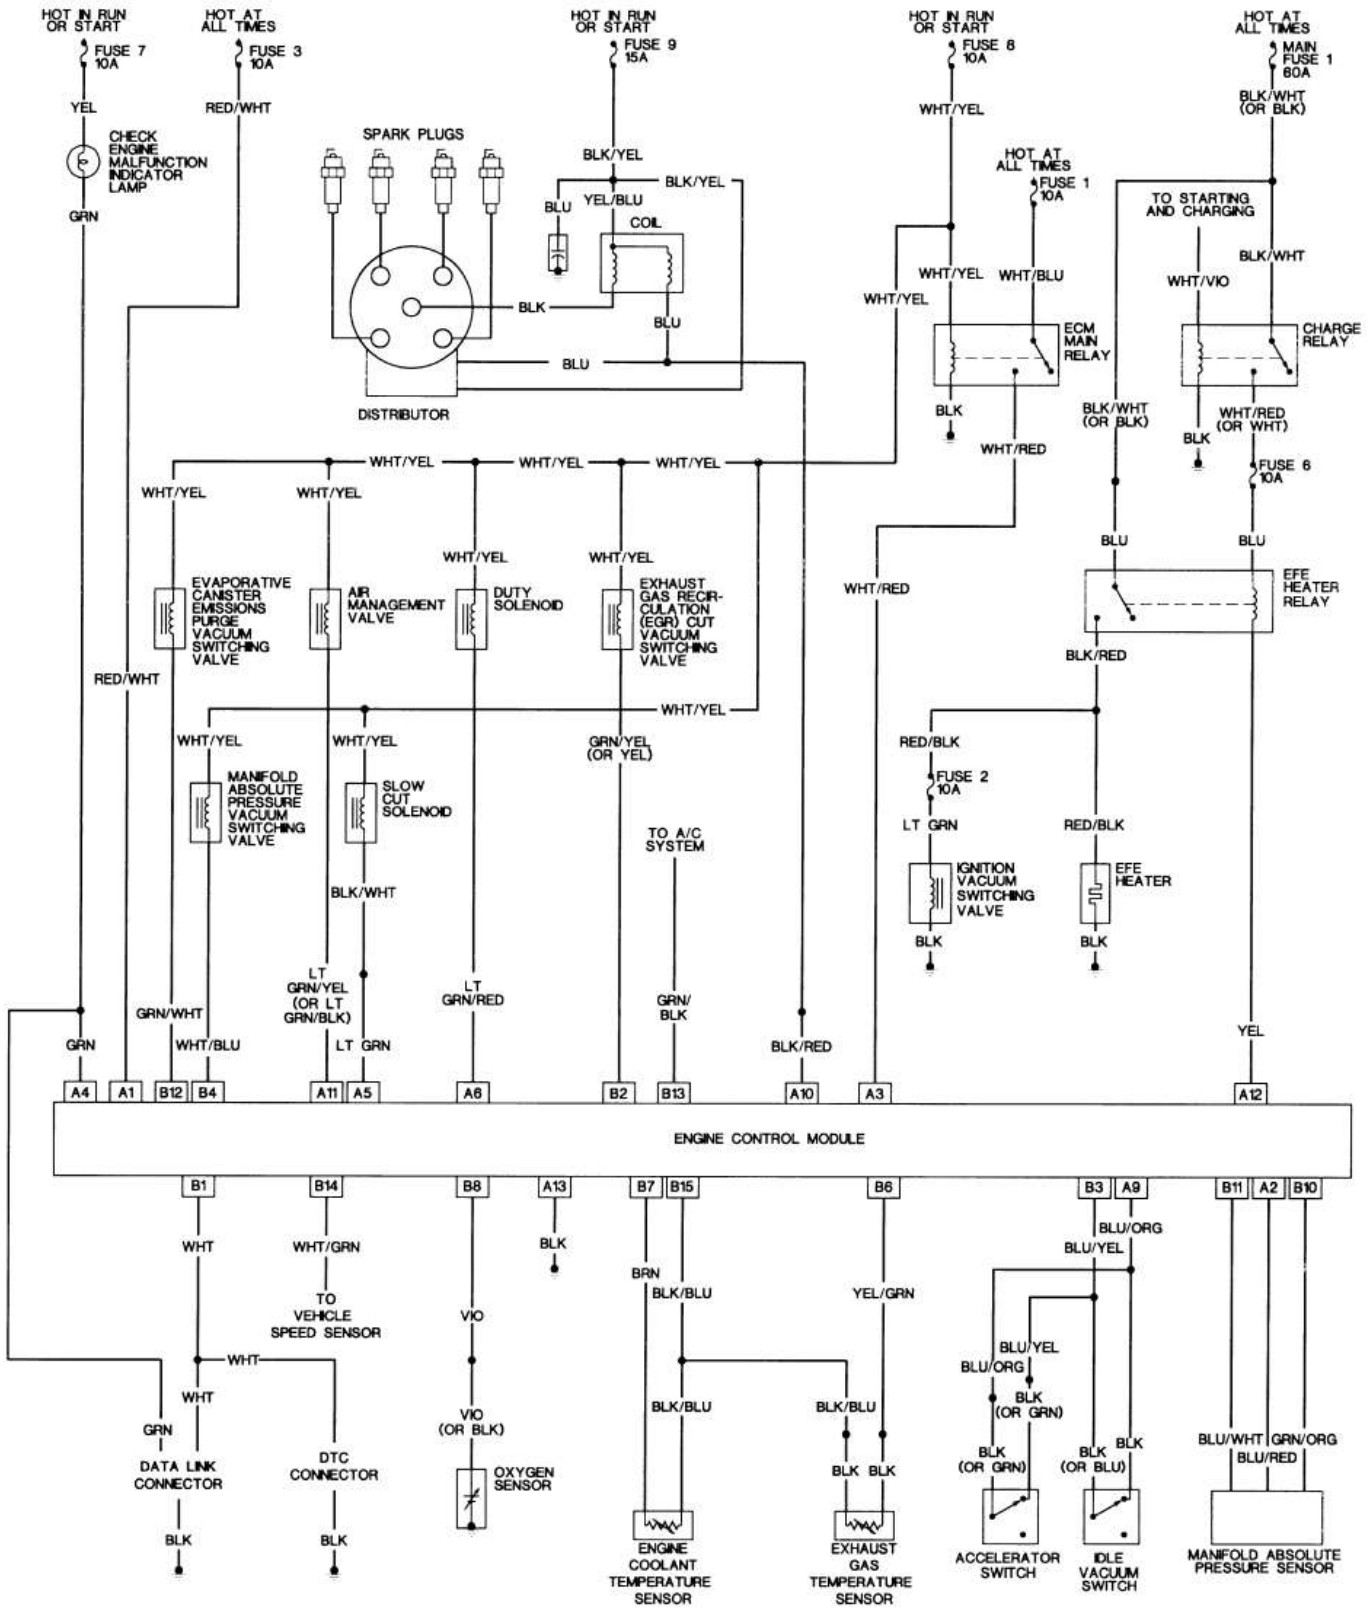 HOT IN RUN
OR START
FUSE 7
10A
YEL
CHECK
ENGINE
MALFUNCTION
INDICATOR
LAMP
GRN
HOT AT
ALL TIMES
FUSE 3
10A
RED/WHT
SPARK PLUGS
HOT IN RUN
OR START
FUSE 9
15A
BLK/YEL
BLK/YEL
BLU
YEL/BLU
COIL
BLK
BLU
BLU
DISTRIBUTOR
HOT IN RUN
OR START
FUSE 8
10A
WHT/YEL
HOT AT
ALL TIMES
FUSE 1
10A
WHT/YEL
WHT/BLU
WHT/YEL
ECM
MAIN
RELAY
BLK
WHT/RED
HOT AT
ALL TIMES
MAIN
FUSE 1
60A
BLK/WHT
(OR BLK)
TO STARTING
AND CHARGING
BLK/WHT
WHT/VIO
CHARGE
RELAY
BLK/WHT
(OR BLK)
WHT/RED
(OR WHT)
BLK
FUSE 6
10A
BLU
BLU
EFE
HEATER
RELAY
WHT/YEL
WHT/YEL
WHT/YEL
WHT/YEL
WHT/YEL
WHT/YEL
WHT/YEL
EVAPORATIVE
CANISTER
EMISSIONS
PURGE
VACUUM
SWITCHING
VALVE
AIR
MANAGEMENT
VALVE
DUTY
SOLENOID
EXHAUST
GAS RECIR-
CULATION
(EGR) CUT
VACUUM
SWITCHING
VALVE
WHT/RED
BLK/RED
RED/WHT
WHT/YEL
WHT/YEL
WHT/YEL
GRN/YEL
(OR YEL)
RED/BLK
MANIFOLD
ABSOLUTE
PRESSURE
VACUUM
SWITCHING
VALVE
SLOW
CUT
SOLENOID
FUSE 2
10A
TO A/C
SYSTEM
LT GRN
RED/BLK
IGNITION
VACUUM
SWITCHING
VALVE
EFE
HEATER
BLK/WHT
BLK
BLK
LT
GRN/YEL
(OR LT
GRN/BLK)
LT
GRN/RED
GRN/
BLK
GRN/WHT
GRN
WHT/BLU
LT GRN
BLK/RED
YEL
A4
A1
B12
B4
A11
A5
A6
B2
B13
A10
A3
A12
ENGINE CONTROL MODULE
B1
B14
B8
A13
B7
B15
B6
B3
A9
B11
A2
B10
WHT
WHT/GRN
TO
VEHICLE
SPEED SENSOR
WHT
WHT
GRN
DATA LINK
CONNECTOR
BLK
DTC
CONNECTOR
BLK
VIO
VIO
(OR BLK)
OXYGEN
SENSOR
BLK
BRN
BLK/BLU
BLK/BLU
ENGINE
COOLANT
TEMPERATURE
SENSOR
YEL/GRN
BLK/BLU
BLK
BLK
EXHAUST
GAS
TEMPERATURE
SENSOR
BLU/ORG
BLU/YEL
BLU/YEL
BLU/ORG
BLK
(OR GRN)
BLK
(OR GRN)
BLK
(OR BLU)
BLK
ACCELERATOR
SWITCH
IDLE
VACUUM
SWITCH
BLU/WHT
GRN/ORG
BLU/RED
MANIFOLD ABSOLUTE
PRESSURE SENSOR